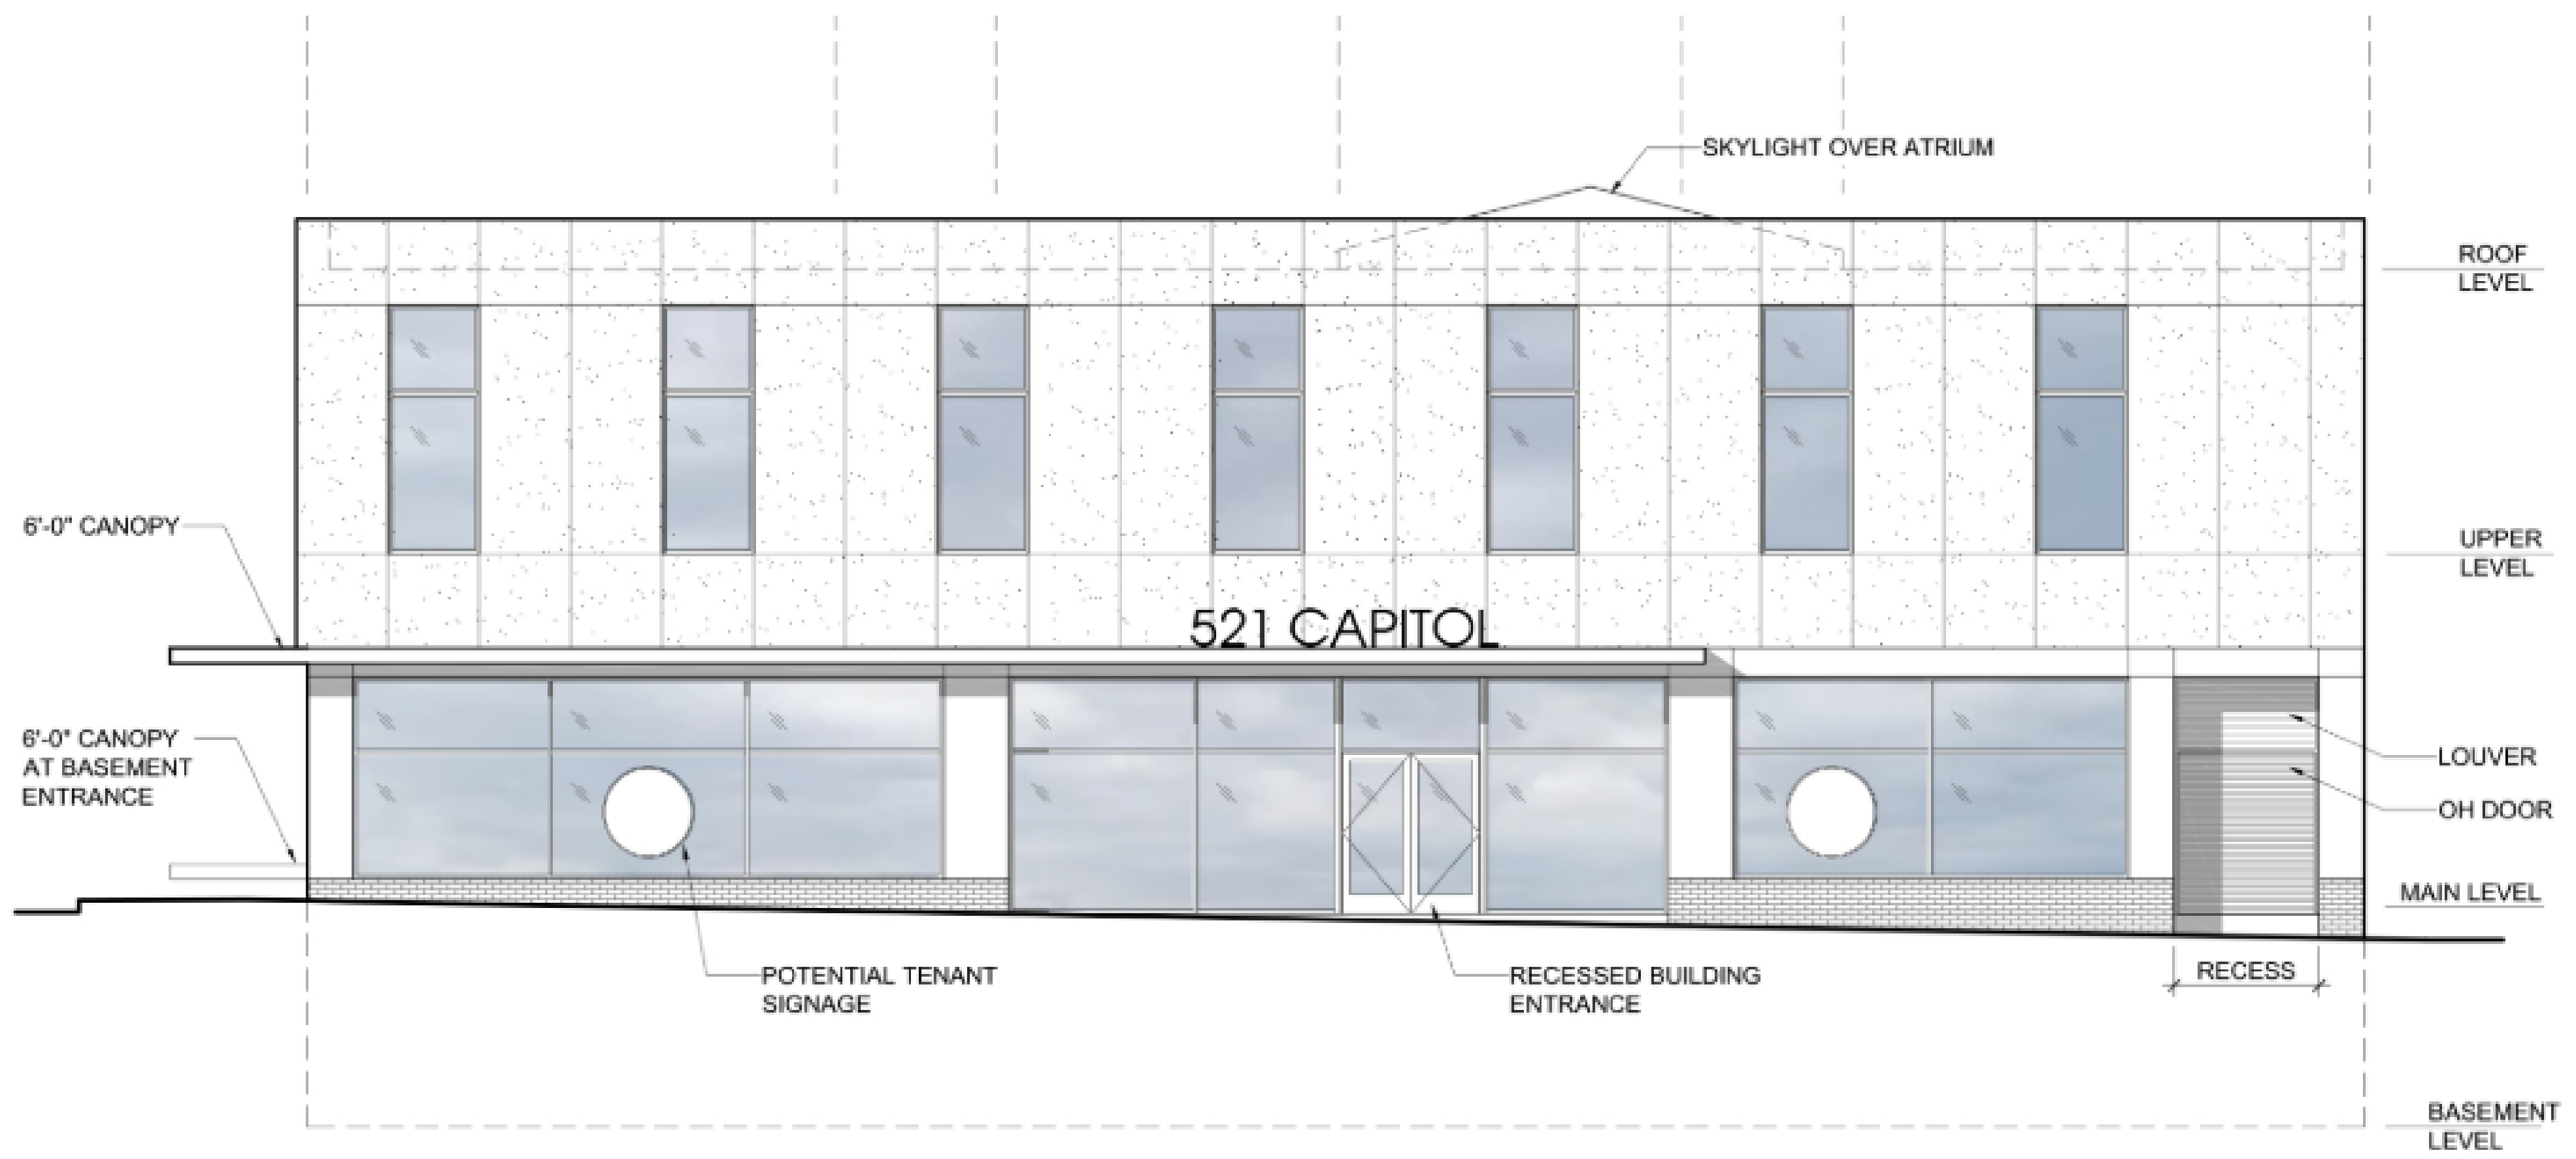 SKYLIGHT OVER ATRIUM
ROOF
LEVEL
6'-0" CANOPY
UPPER
LEVEL
521 CAPITOL
6'-0" CANOPY
AT BASEMENT
ENTRANCE
LOUVER
OH DOOR
MAIN LEVEL
POTENTIAL TENANT
SIGNAGE
RECESSED BUILDING
ENTRANCE
RECESS
BASEMENT
LEVEL